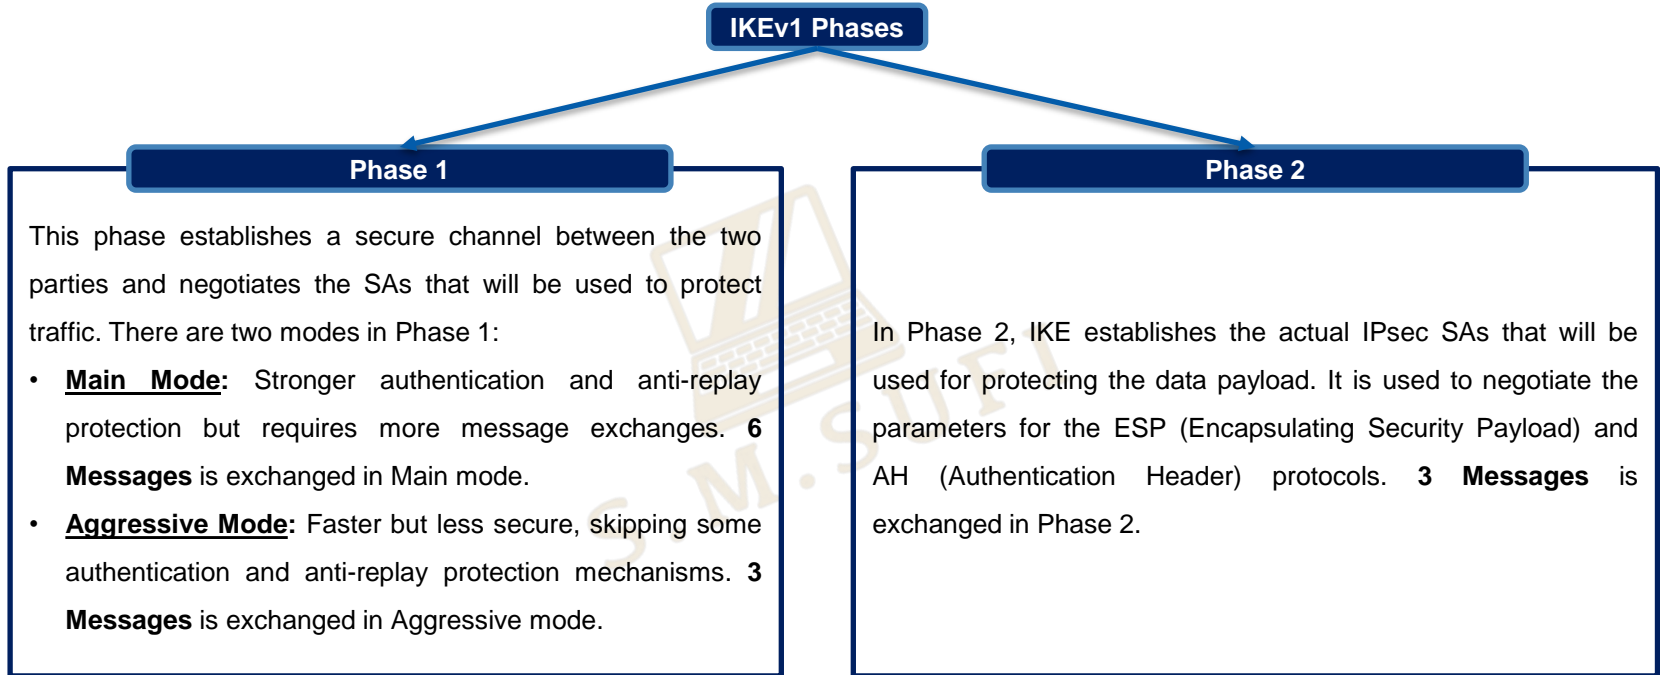 IKEv1 Phases
Phase 1
This phase establishes a secure channel between the two
parties and negotiates the SAs that will be used to protect
traffic. There are two modes in Phase 1:
• Main Mode: Stronger authentication and anti-replay
protection but requires more message exchanges. 6
Messages is exchanged in Main mode.
• Aggressive Mode: Faster but less secure, skipping some
authentication and anti-replay protection mechanisms. 3
Messages is exchanged in Aggressive mode.
Phase 2
In Phase 2, IKE establishes the actual IPsec SAs that will be
used for protecting the data payload. It is used to negotiate the
parameters for the ESP (Encapsulating Security Payload) and
AH (Authentication Header) protocols. 3 Messages is
exchanged in Phase 2.
S.M.SUFI